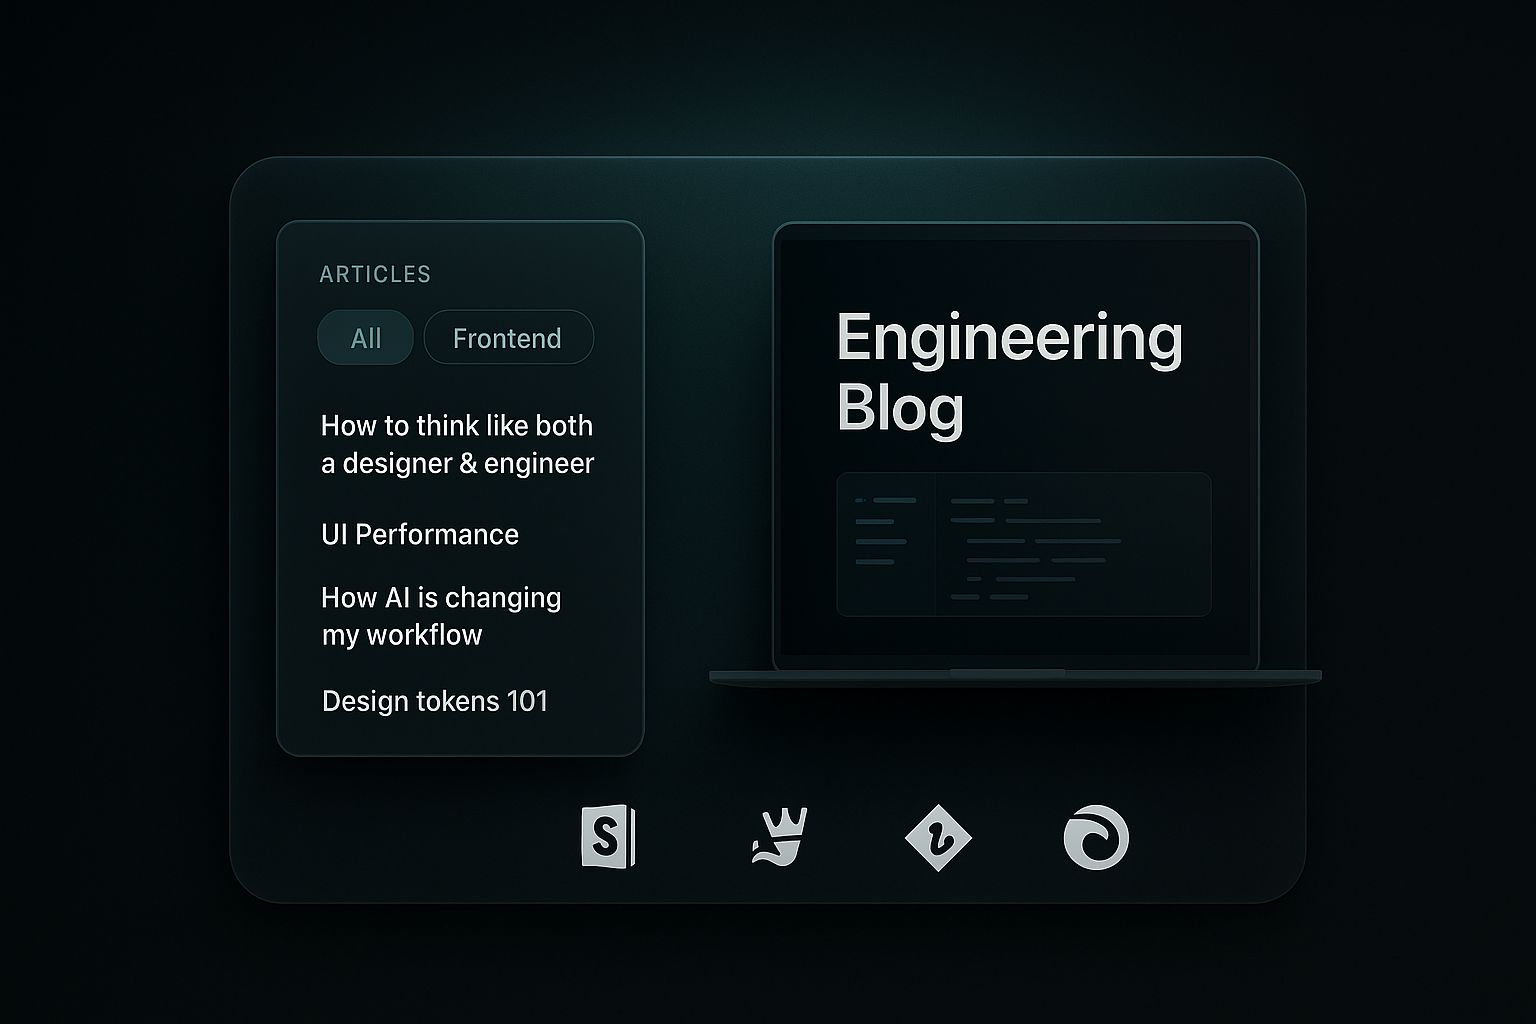 ARTICLES
All
Frontend
How to think like both
a designer & engineer
UI Performance
How AI is changing
my workflow
Design tokens 101
Engineering
Blog
S